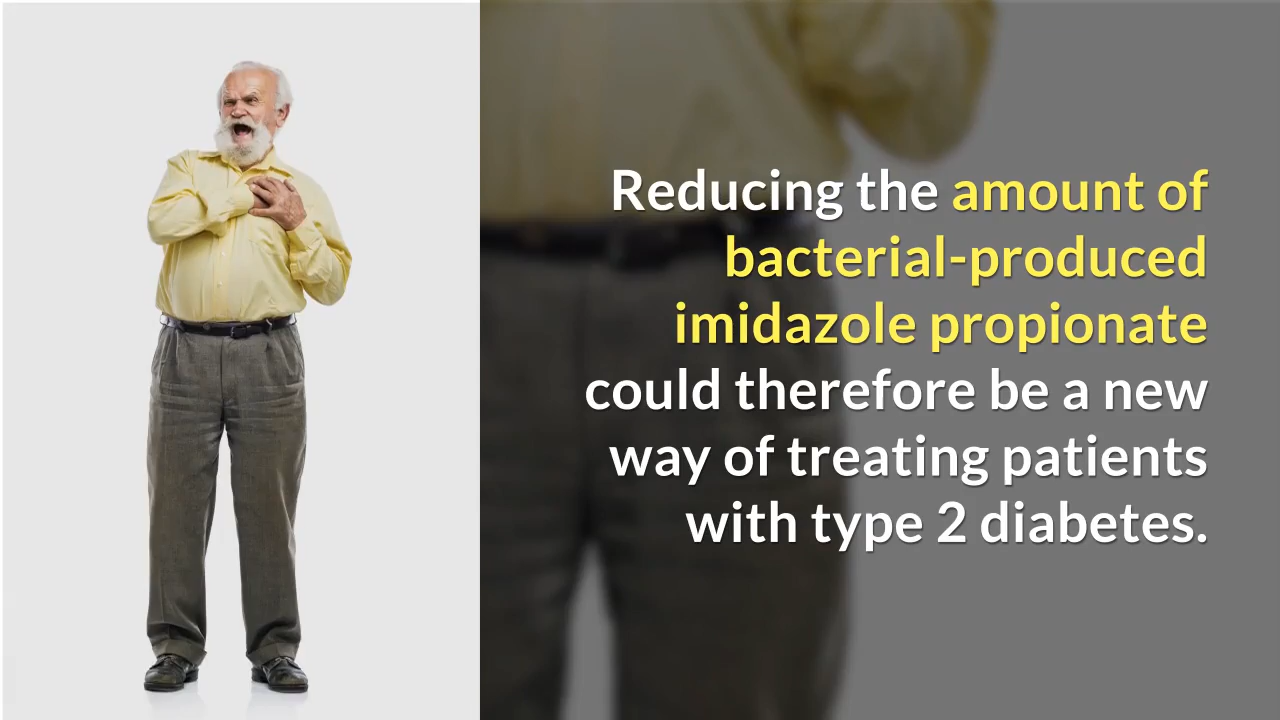 Reducing the amount of
bacterial-produced
imidazole propionate
could therefore be a new
way of treating patients
with type 2 diabetes.